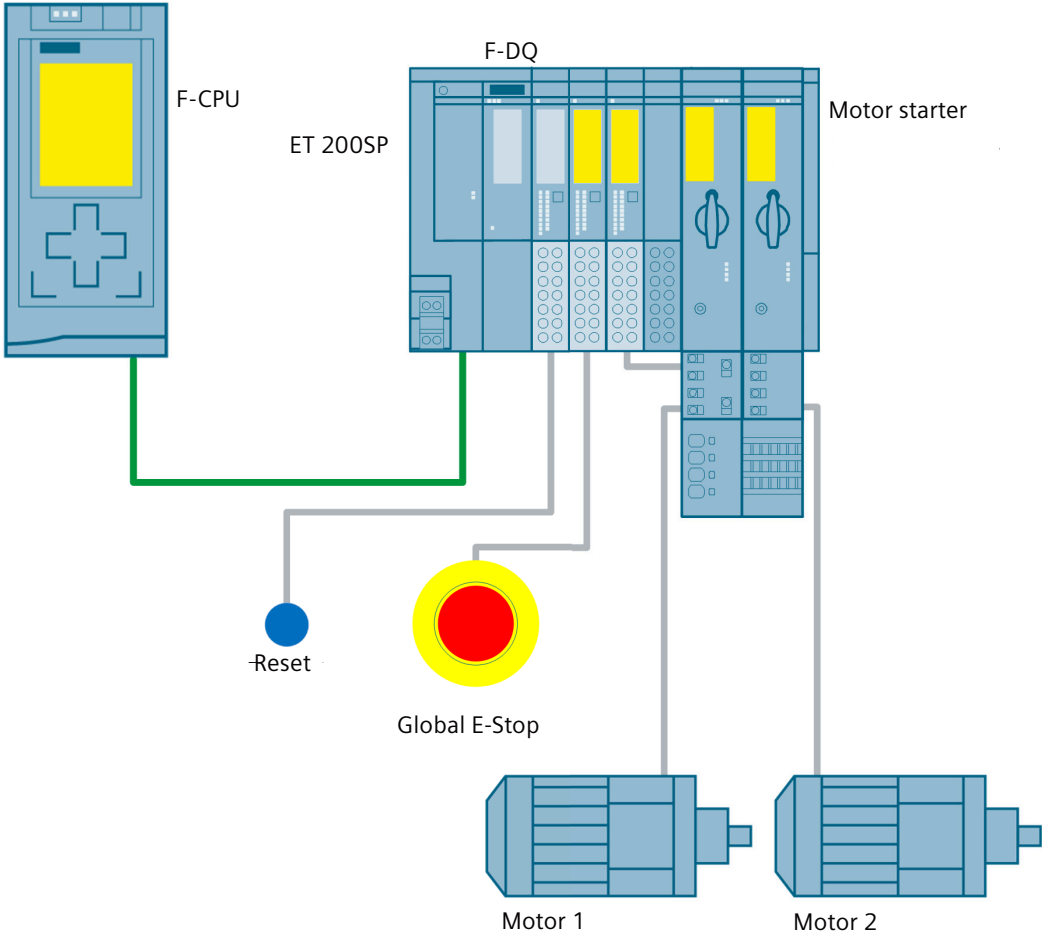 F-DQ
F-CPU
Motor starter
ET 200SP
Reset
Global E-Stop
Motor 1
Motor 2